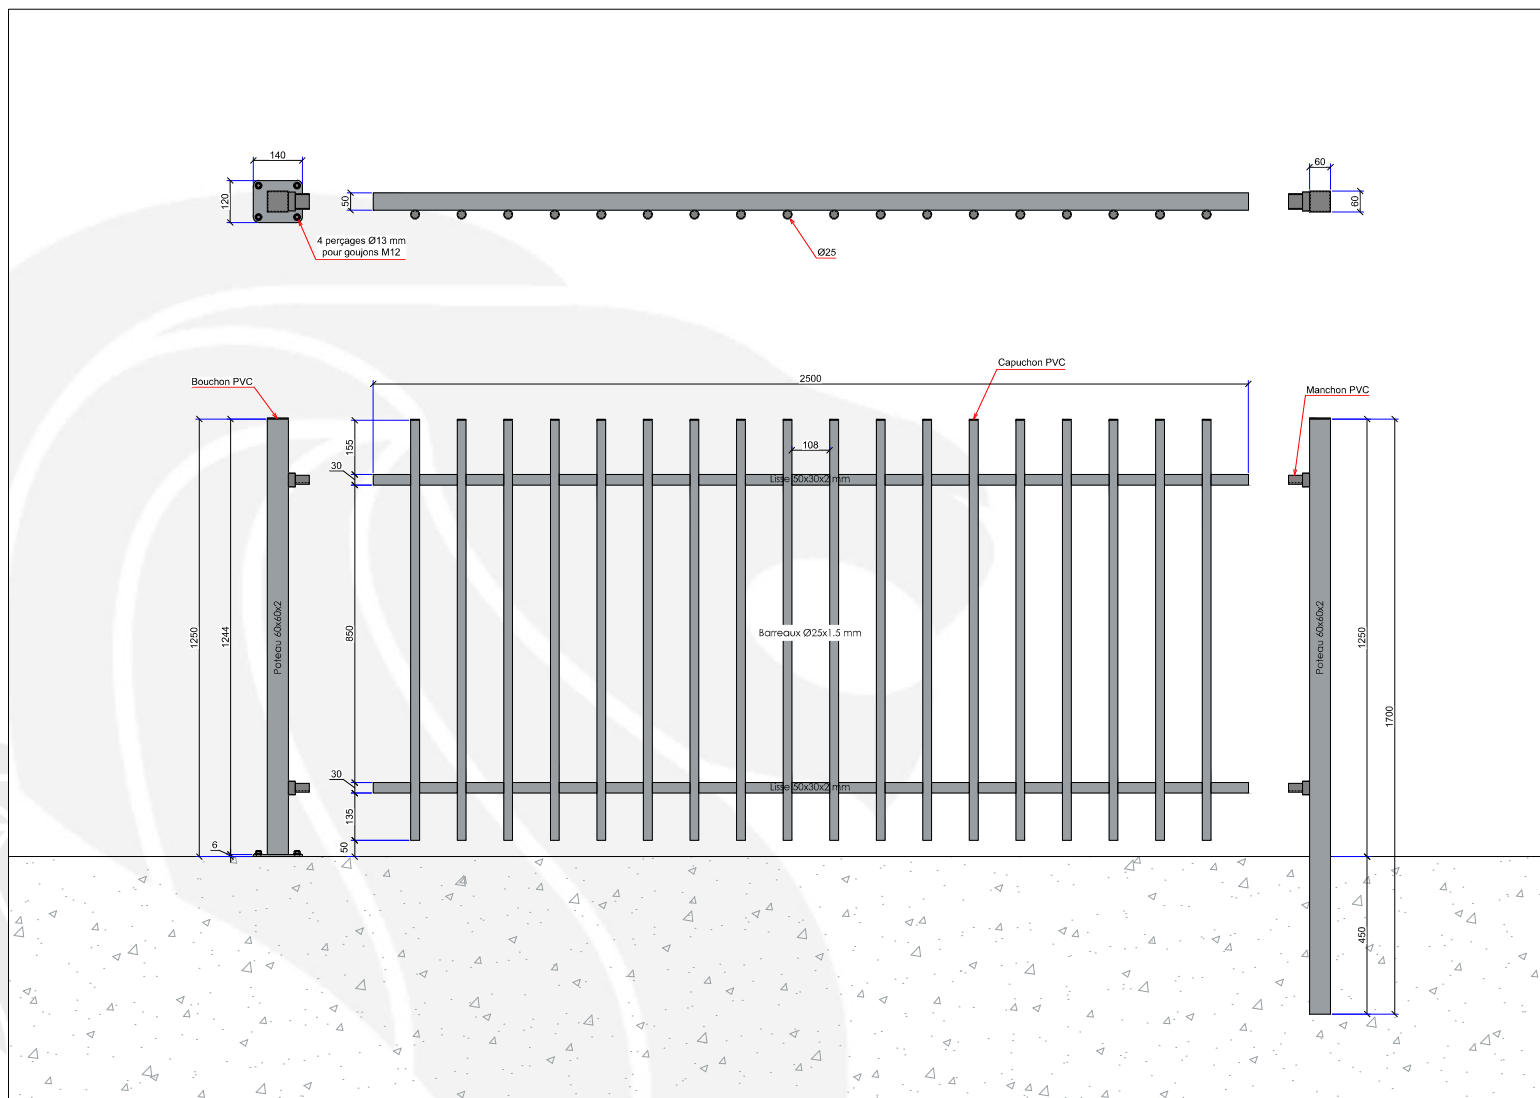 140
120
4 perçages Ø13 mm
pour goujons M12
50
Ø25
60
60
Bouchon PVC
2500
Capuchon PVC
Manchon PVC
155
30
108
Lisse 50x30x2 mm
1250
1244
Poteau 60x60x2
850
Barreaux Ø25x1.5 mm
Poteau 60x60x2
1250
1700
30
Lisse 50x30x2 mm
135
6
50
450